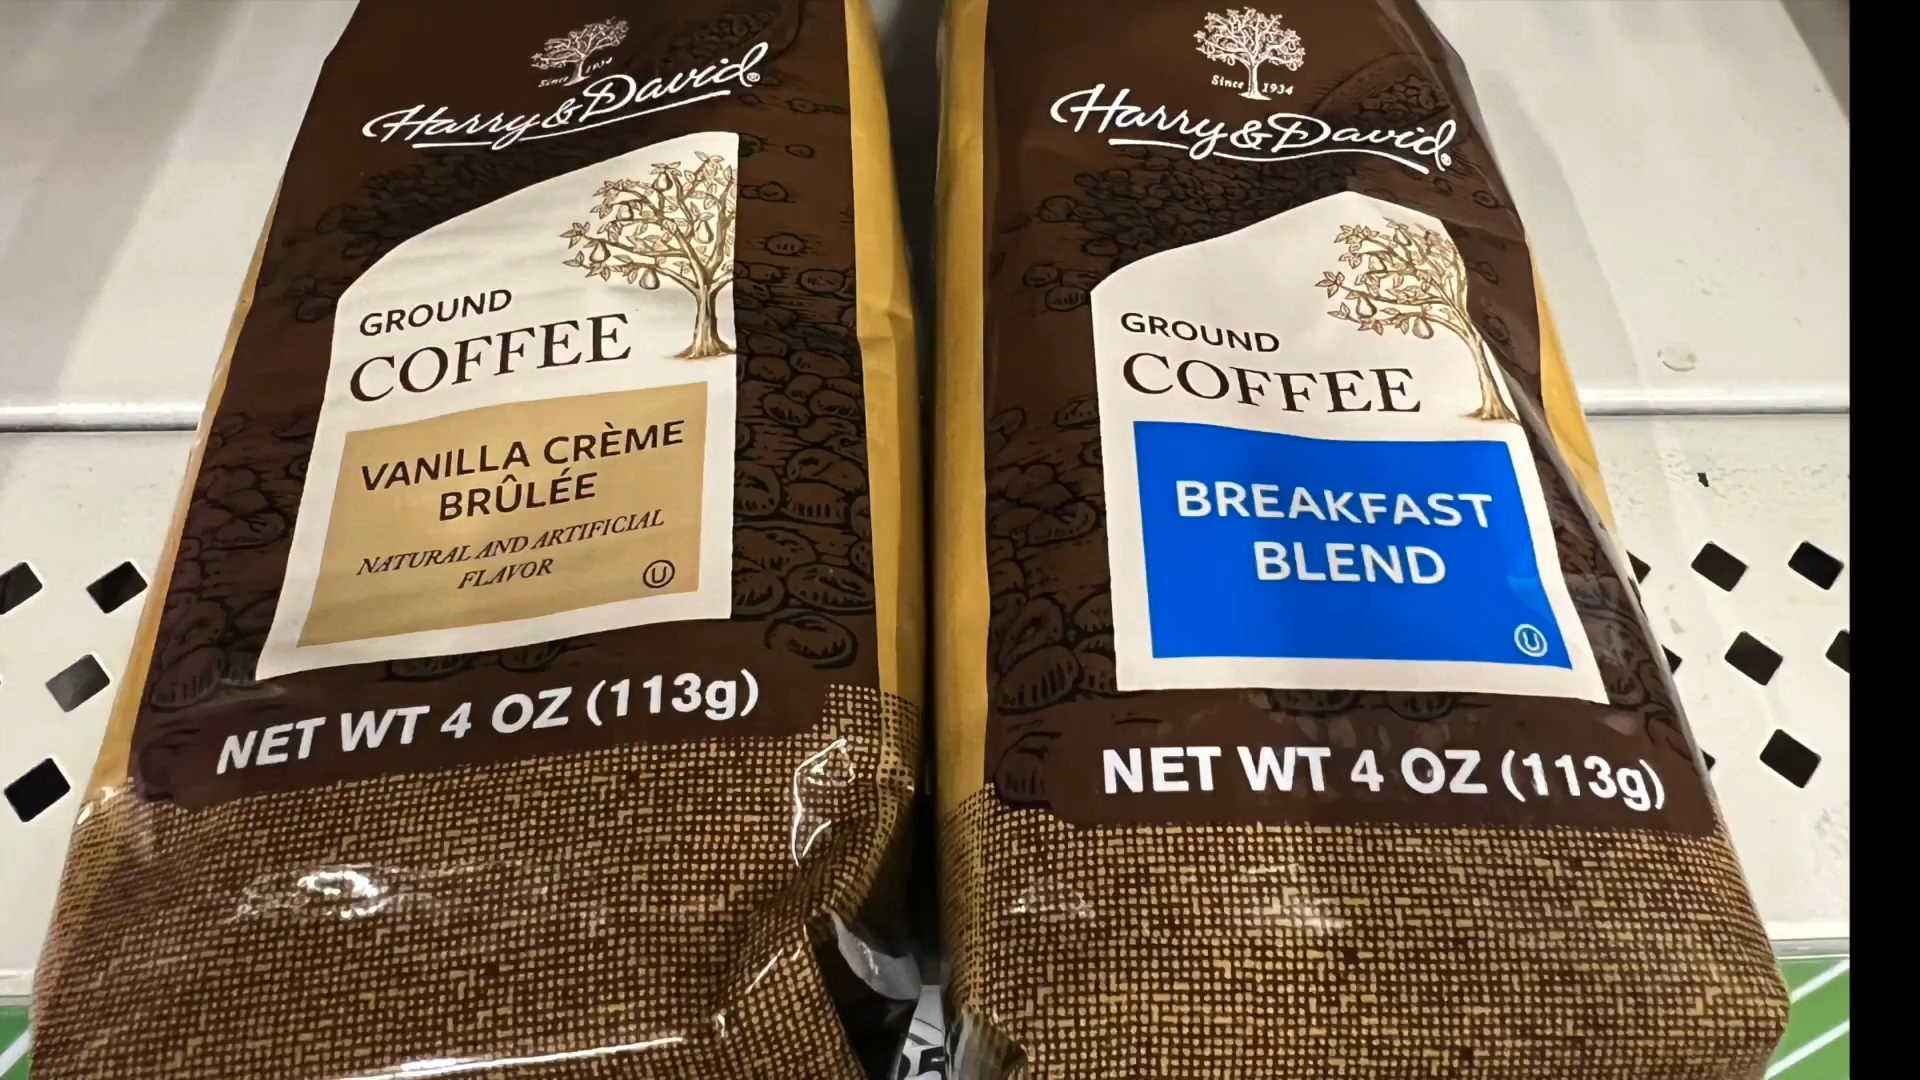 Since 1934
Harry & David®
GROUND
COFFEE
VANILLA CRÈME
BRÛLÉE
NATURAL AND ARTIFICIAL
FLAVOR
U
NET WT 4 OZ (113g)
Since 1934
Harry & David®
GROUND
COFFEE
BREAKFAST
BLEND
U
NET WT 4 OZ (113g)